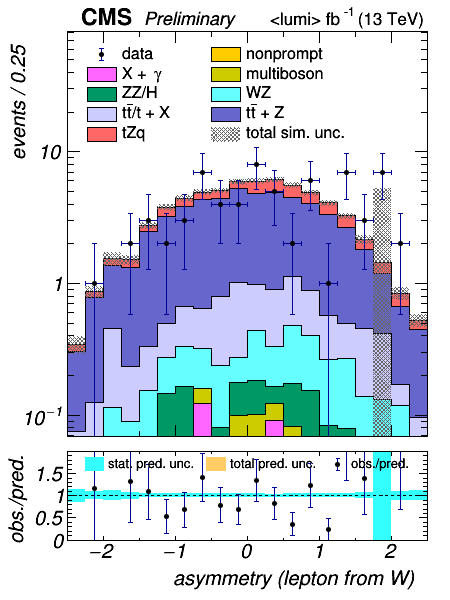 CMS Preliminary <lumi> fb⁻¹ (13 TeV)
events / 0.25
data
nonprompt
X + γ
multiboson
ZZ/H
WZ
tt̄/t + X
tt̄ + Z
tZq
total sim. unc.
10
1
10⁻¹
obs./pred.
stat. pred. unc.
total pred. unc.
obs./pred.
1.5
1
0.5
0
−2 −1 0 1 2
asymmetry (lepton from W)